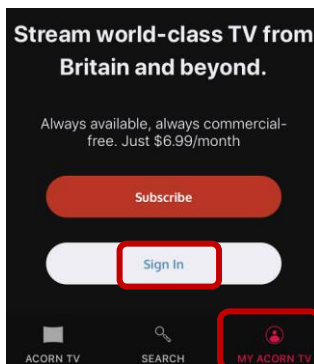 Stream world-class TV from
Britain and beyond.
Always available, always commercial-
free. Just $6.99/month
Subscribe
Sign In
ACORN TV SEARCH MY ACORN TV